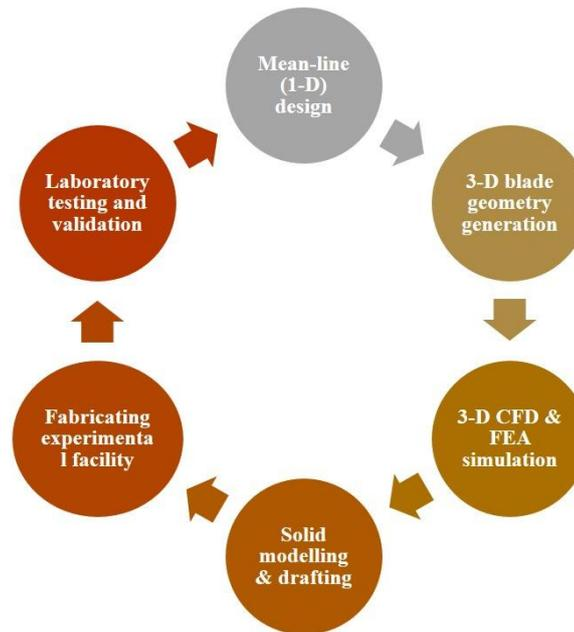 Mean-line
(1-D)
design
3-D blade
geometry
generation
3-D CFD &
FEA
simulation
Solid
modelling
& drafting
Fabricating
experimenta
l facility
Laboratory
testing and
validation